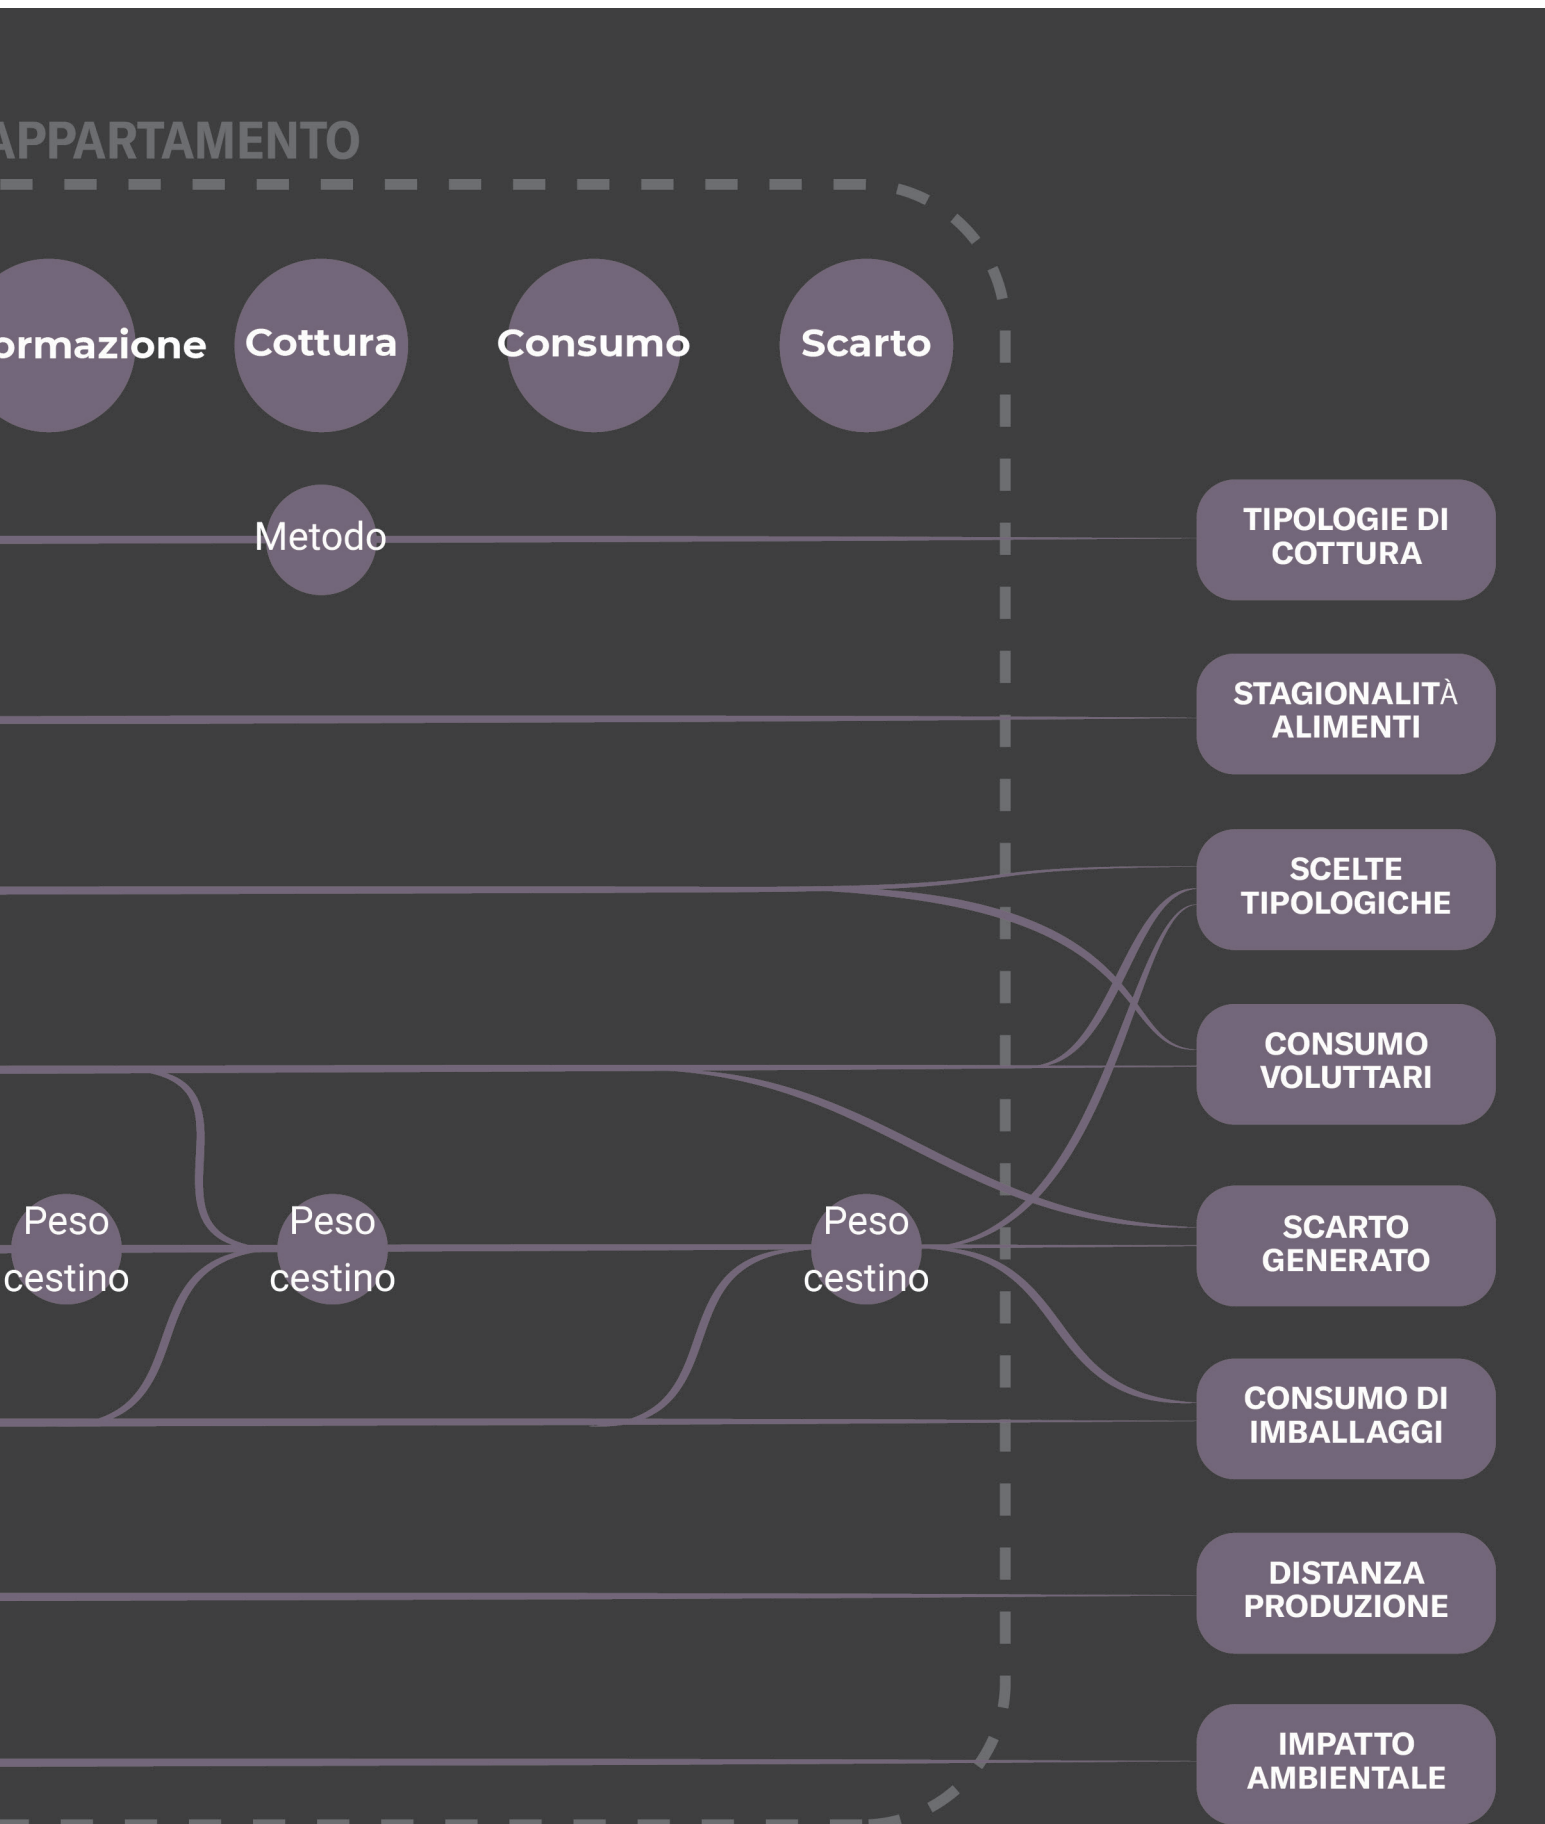 APPARTAMENTO
ormazione
Cottura
Consumo
Scarto
Metodo
TIPOLOGIE DI
COTTURA
STAGIONALITÀ
ALIMENTI
SCELTE
TIPOLOGICHE
CONSUMO
VOLUTTARI
Peso
cestino
Peso
cestino
Peso
cestino
SCARTO
GENERATO
CONSUMO DI
IMBALLAGGI
DISTANZA
PRODUZIONE
IMPATTO
AMBIENTALE